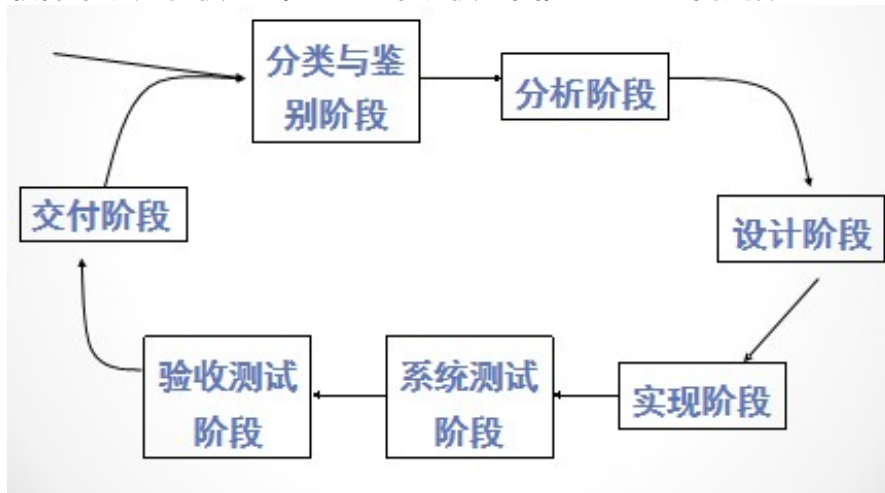 分类与鉴
别阶段
分析阶段
交付阶段
设计阶段
验收测试
阶段
系统测试
阶段
实现阶段